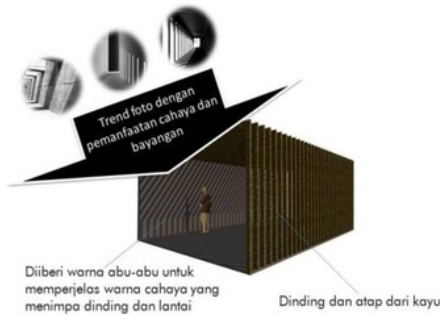 Trend foto dengan
pemanfaatan cahaya dan
bayangan
Diiberi warna abu-abu untuk
memperjelas warna cahaya yang
menimpa dinding dan lantai
Dinding dan atap dari kayu